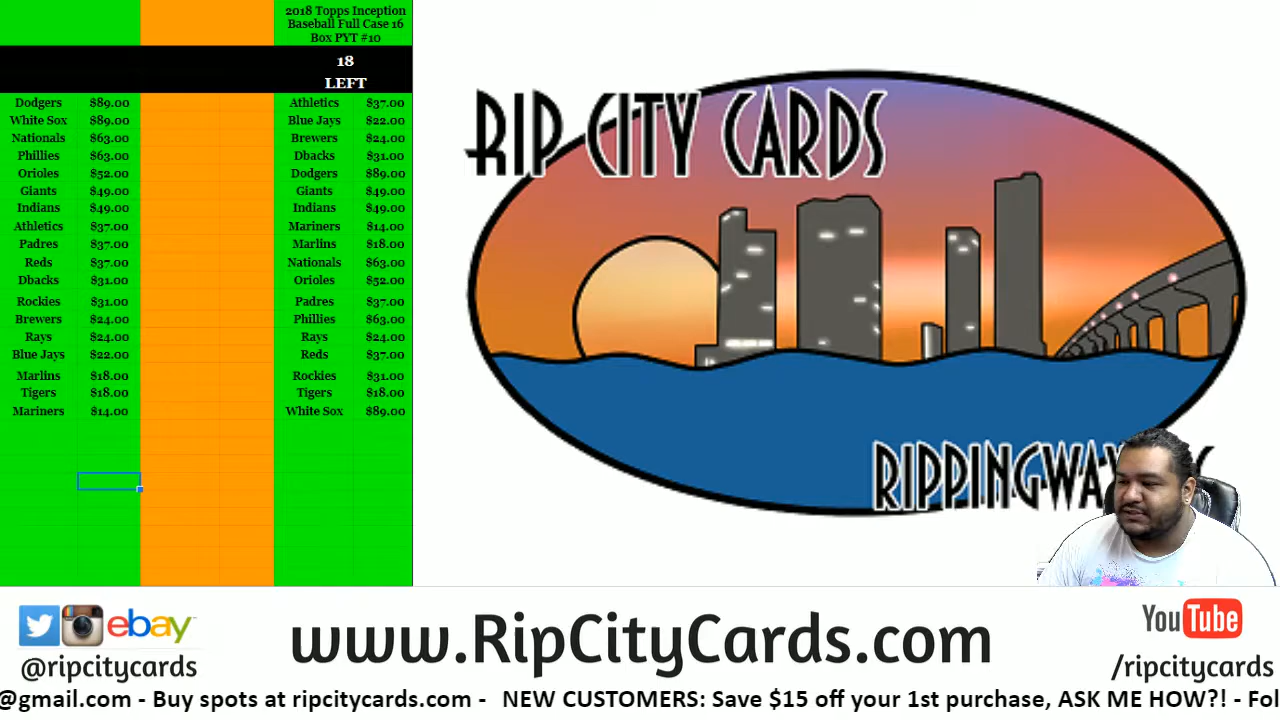 2018 Topps Inception
Baseball Full Case 16
Box PYT #10
18
LEFT
Dodgers $89.00
White Sox $89.00
Nationals $63.00
Phillies $63.00
Orioles $52.00
Giants $49.00
Indians $49.00
Athletics $37.00
Padres $37.00
Reds $37.00
Dbacks $31.00
Rockies $31.00
Brewers $24.00
Rays $24.00
Blue Jays $22.00
Marlins $18.00
Tigers $18.00
Mariners $14.00
Athletics $37.00
Blue Jays $22.00
Brewers $24.00
Dbacks $31.00
Dodgers $89.00
Giants $49.00
Indians $49.00
Mariners $14.00
Marlins $18.00
Nationals $63.00
Orioles $52.00
Padres $37.00
Phillies $63.00
Rays $24.00
Reds $37.00
Rockies $31.00
Tigers $18.00
White Sox $89.00
RIP CITY CARDS
RIPPINGWA
ebay
@ripcitycards
www.RipCityCards.com
YouTube
/ripcitycards
@gmail.com - Buy spots at ripcitycards.com - NEW CUSTOMERS: Save $15 off your 1st purchase, ASK ME HOW?! - Fol